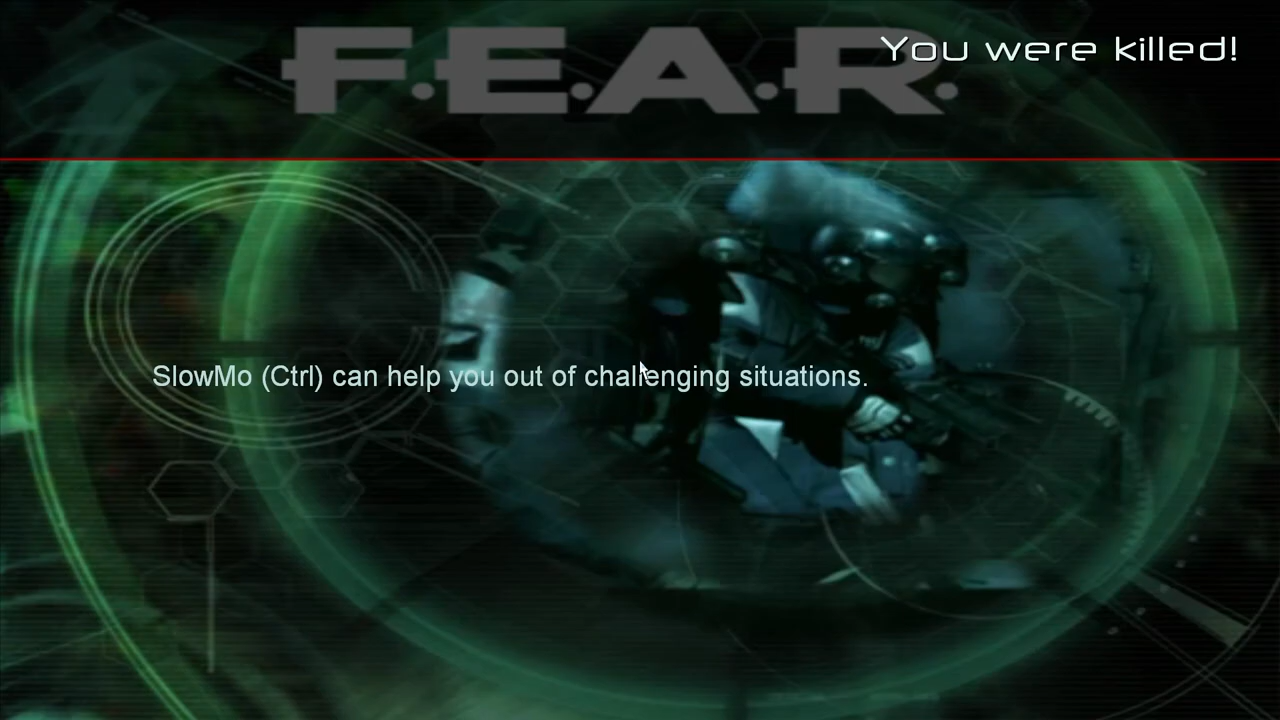 F.E.A.R.
You were killed!
SlowMo (Ctrl) can help you out of challenging situations.